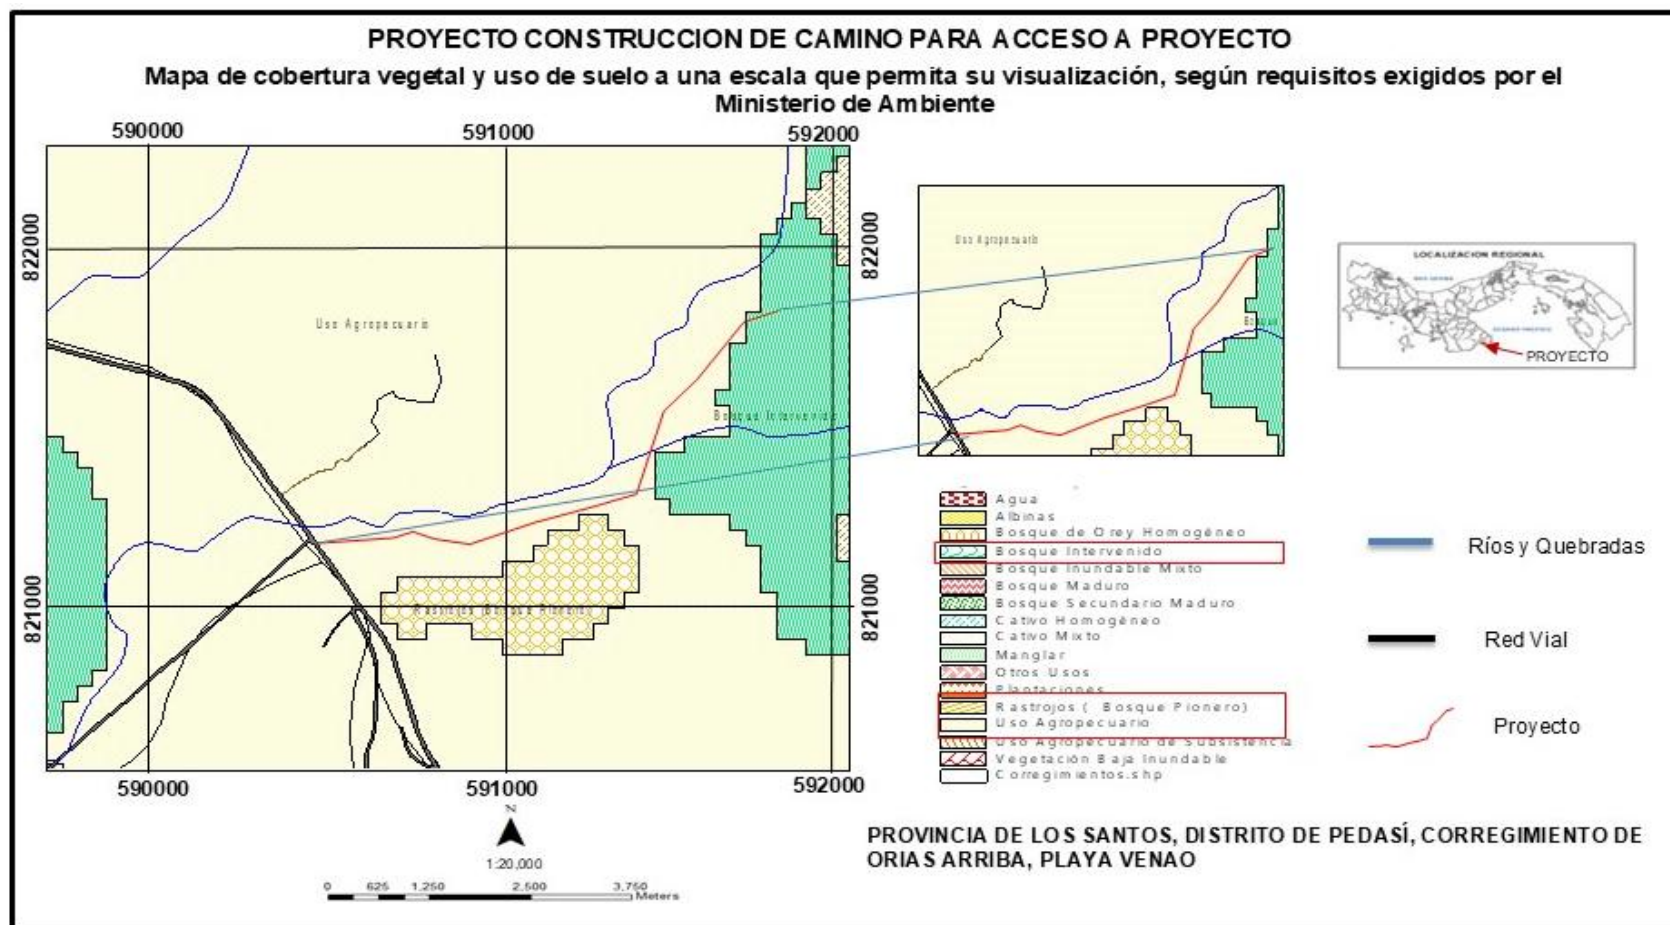 PROYECTO CONSTRUCCION DE CAMINO PARA ACCESO A PROYECTO
Mapa de cobertura vegetal y uso de suelo a una escala que permita su visualización, según requisitos exigidos por el
Ministerio de Ambiente
590000
591000
592000
822000
822000
Uso Agropecuario
Uso Agropecuario
LOCALIZACION REGIONAL
PROYECTO
Bosque
Bosque Intervenido
821000
821000
Rastrojos (Bosque Pionero)
590000
591000
592000
N
1:20,000
0 625 1,250 2,500 3,750
Meters
Agua
Albinas
Bosque de Orey Homogéneo
Bosque Intervenido
Bosque Inundable Mixto
Bosque Maduro
Bosque Secundario Maduro
Cativo Homogéneo
Cativo Mixto
Manglar
Otros Usos
Plantaciones
Rastrojos ( Bosque Pionero)
Uso Agropecuario
Uso Agropecuario de Subsistencia
Vegetación Baja Inundable
Corregimientos.shp
Ríos y Quebradas
Red Vial
Proyecto
PROVINCIA DE LOS SANTOS, DISTRITO DE PEDASÍ, CORREGIMIENTO DE
ORIAS ARRIBA, PLAYA VENAO